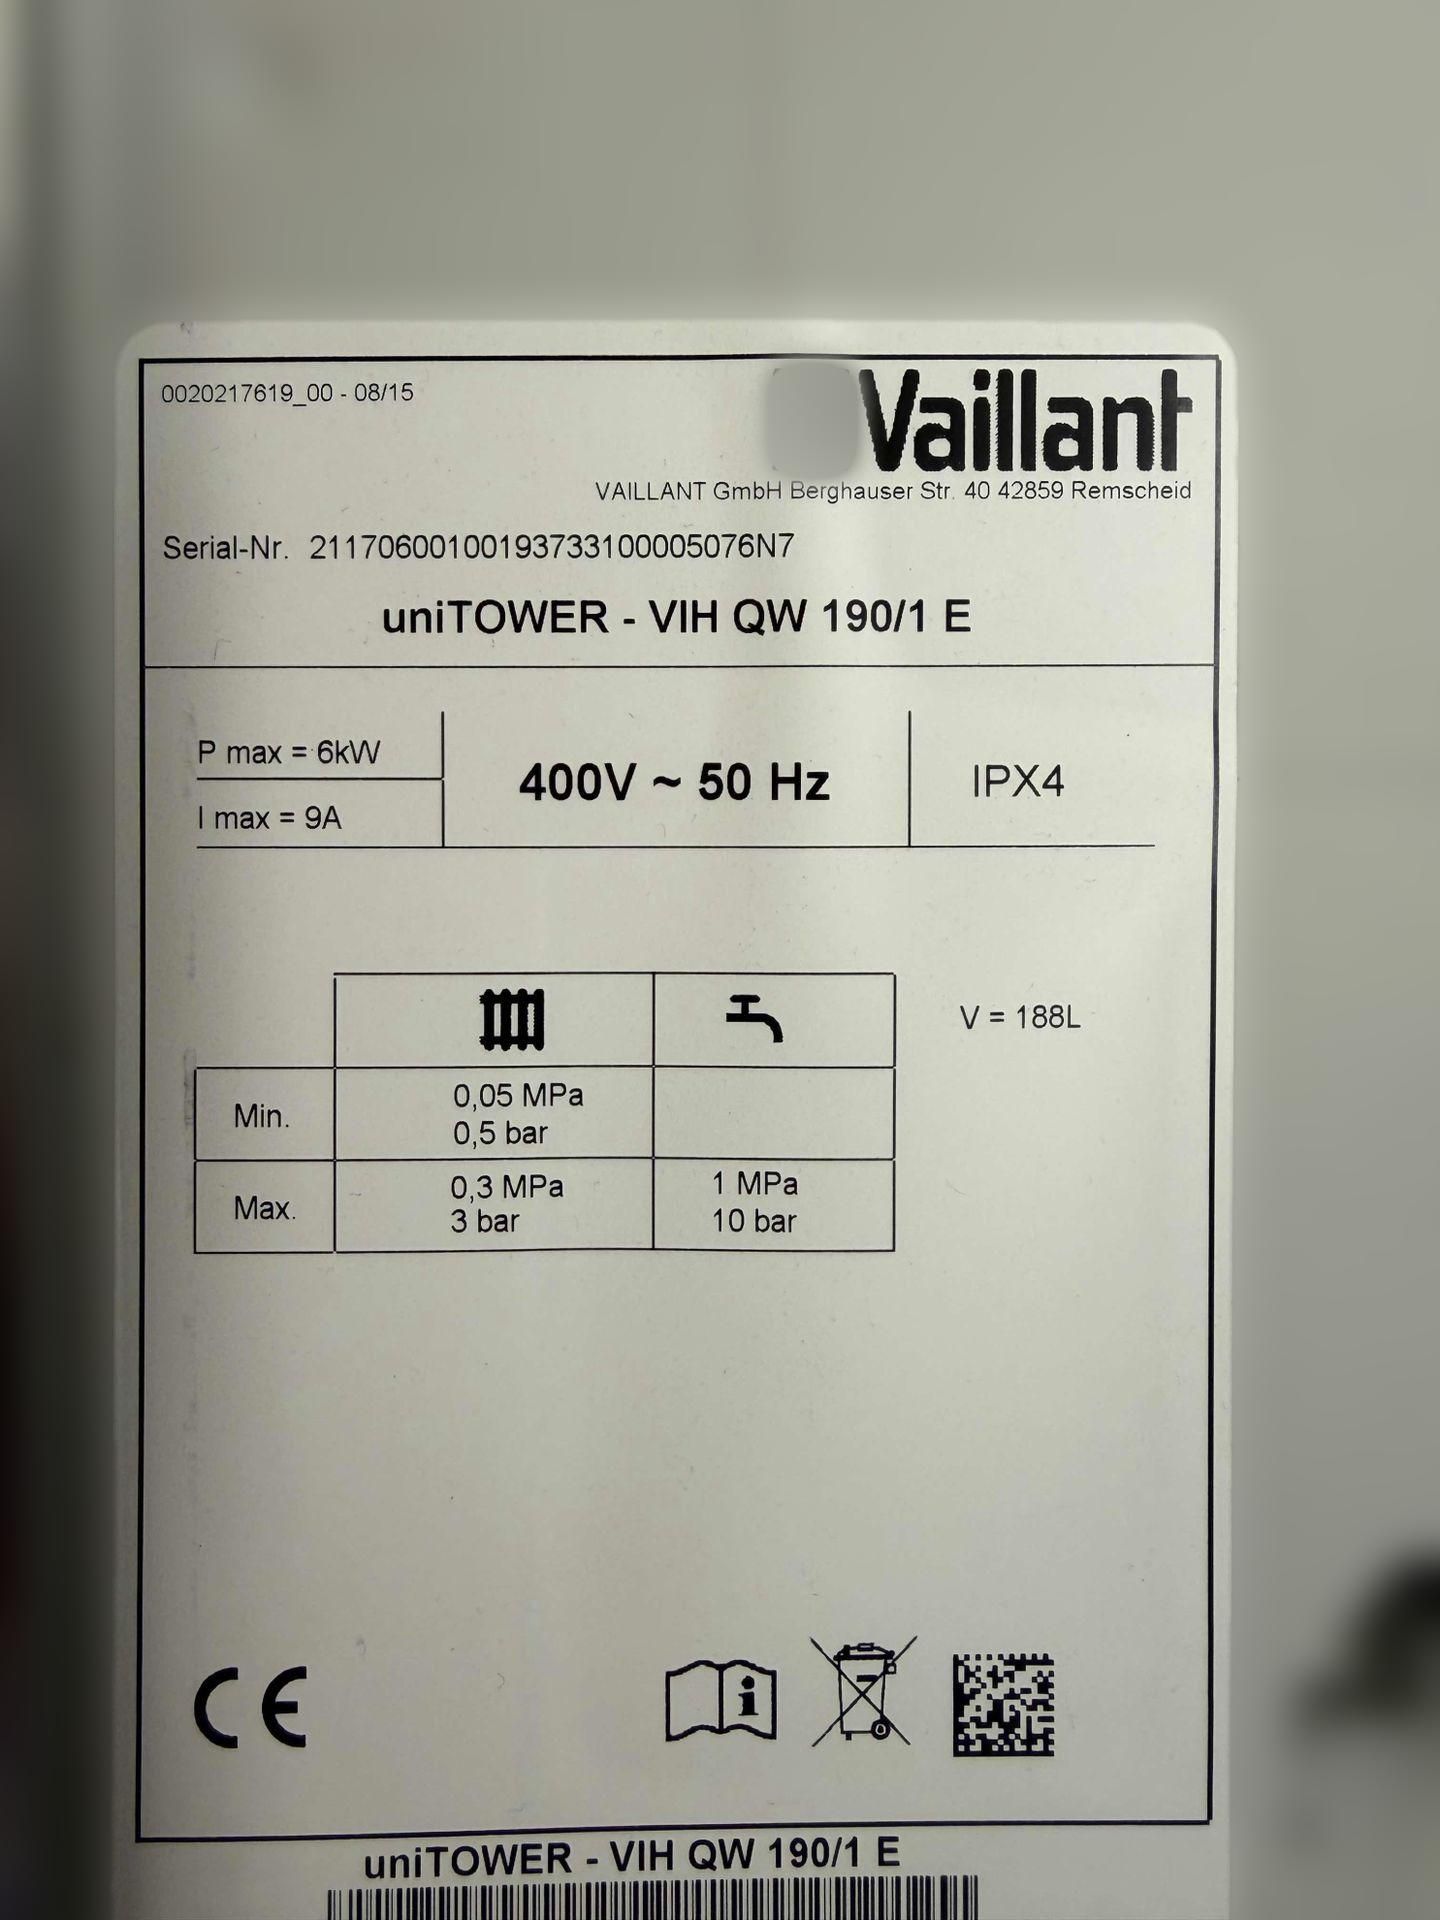 0020217619_00 - 08/15
Vaillant
VAILLANT GmbH Berghauser Str. 40 42859 Remscheid
Serial-Nr. 21170600100193733100005076N7
uniTOWER - VIH QW 190/1 E
P max = 6kW
I max = 9A
400V ~ 50 Hz
IPX4
V = 188L
Min.
0,05 MPa
0,5 bar
Max.
0,3 MPa
3 bar
1 MPa
10 bar
CE
i
uniTOWER - VIH QW 190/1 E